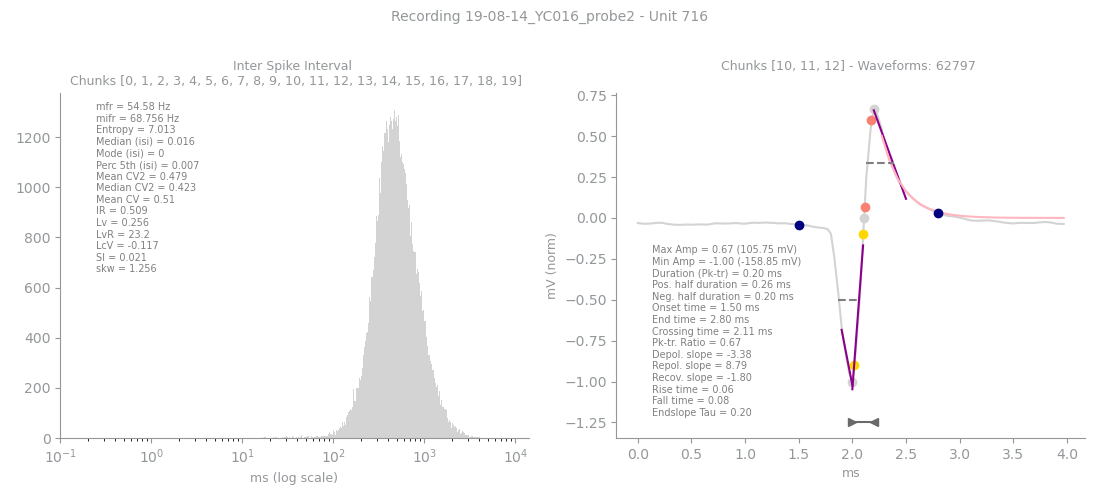 Recording 19-08-14_YC016_probe2 - Unit 716
Inter Spike Interval
Chunks [0, 1, 2, 3, 4, 5, 6, 7, 8, 9, 10, 11, 12, 13, 14, 15, 16, 17, 18, 19]
mfr = 54.58 Hz
mifr = 68.756 Hz
Entropy = 7.013
Median (isi) = 0.016
Mode (isi) = 0
Perc 5th (isi) = 0.007
Mean CV2 = 0.479
Median CV2 = 0.423
Mean CV = 0.51
IR = 0.509
Lv = 0.256
LvR = 23.2
LcV = -0.117
SI = 0.021
skw = 1.256
1200
1000
800
600
400
200
0
10⁻¹ 10⁰ 10¹ 10² 10³ 10⁴
ms (log scale)
Chunks [10, 11, 12] - Waveforms: 62797
mV (norm)
0.75
0.50
0.25
0.00
−0.25
−0.50
−0.75
−1.00
−1.25
Max Amp = 0.67 (105.75 mV)
Min Amp = -1.00 (-158.85 mV)
Duration (Pk-tr) = 0.20 ms
Pos. half duration = 0.26 ms
Neg. half duration = 0.20 ms
Onset time = 1.50 ms
End time = 2.80 ms
Crossing time = 2.11 ms
Pk-tr. Ratio = 0.67
Depol. slope = -3.38
Repol. slope = 8.79
Recov. slope = -1.80
Rise time = 0.06
Fall time = 0.08
Endslope Tau = 0.20
0.0 0.5 1.0 1.5 2.0 2.5 3.0 3.5 4.0
ms